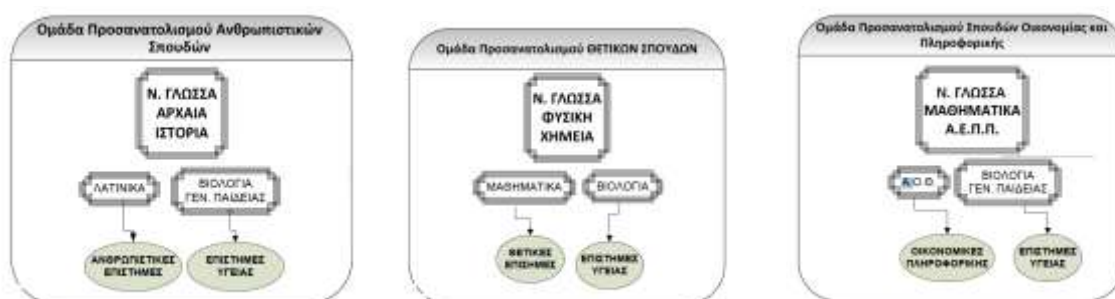 Ομάδα Προσανατολισμού Ανθρωπιστικών
Σπουδών
Ν. ΓΛΩΣΣΑ
ΑΡΧΑΙΑ
ΙΣΤΟΡΙΑ
ΛΑΤΙΝΙΚΑ
ΒΙΟΛΟΓΙΑ
ΓΕΝ. ΠΑΙΔΕΙΑΣ
ΑΝΘΡΩΠΙΣΤΙΚΕΣ
ΕΠΙΣΤΗΜΕΣ
ΕΠΙΣΤΗΜΕΣ
ΥΓΕΙΑΣ
Ομάδα Προσανατολισμού ΘΕΤΙΚΩΝ ΣΠΟΥΔΩΝ
Ν. ΓΛΩΣΣΑ
ΦΥΣΙΚΗ
ΧΗΜΕΙΑ
ΜΑΘΗΜΑΤΙΚΑ
ΒΙΟΛΟΓΙΑ
ΘΕΤΙΚΕΣ
ΕΠΙΣΗΜΕΣ
ΕΠΙΣΤΗΜΕΣ
ΥΓΕΙΑΣ
Ομάδα Προσανατολισμού Σπουδών Οικονομίας και
Πληροφορικής
Ν. ΓΛΩΣΣΑ
ΜΑΘΗΜΑΤΙΚΑ
Α.Ε.Π.Π.
Α.Ο.Θ.
ΒΙΟΛΟΓΙΑ
ΓΕΝ. ΠΑΙΔΕΙΑΣ
ΟΙΚΟΝΟΜΙΚΕΣ
ΠΛΗΡΟΦΟΡΙΚΗΣ
ΕΠΙΣΤΗΜΕΣ
ΥΓΕΙΑΣ